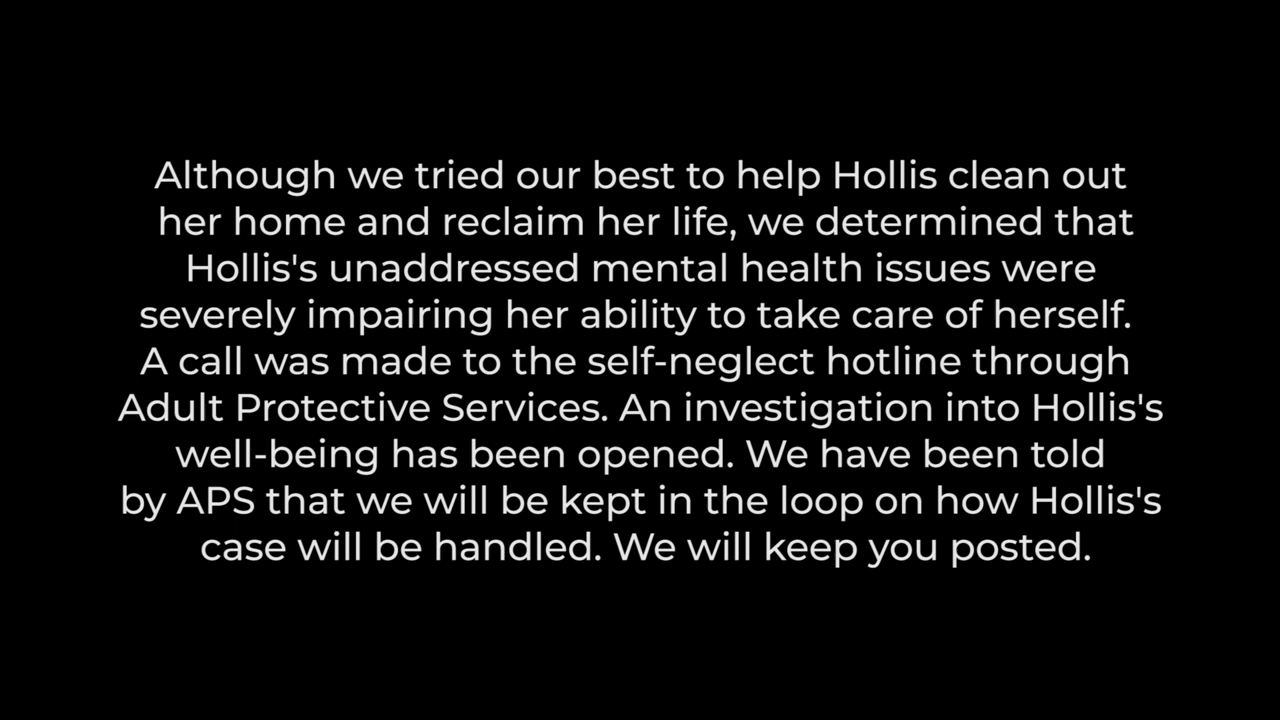 Although we tried our best to help Hollis clean out
her home and reclaim her life, we determined that
Hollis's unaddressed mental health issues were
severely impairing her ability to take care of herself.
A call was made to the self-neglect hotline through
Adult Protective Services. An investigation into Hollis's
well-being has been opened. We have been told
by APS that we will be kept in the loop on how Hollis's
case will be handled. We will keep you posted.